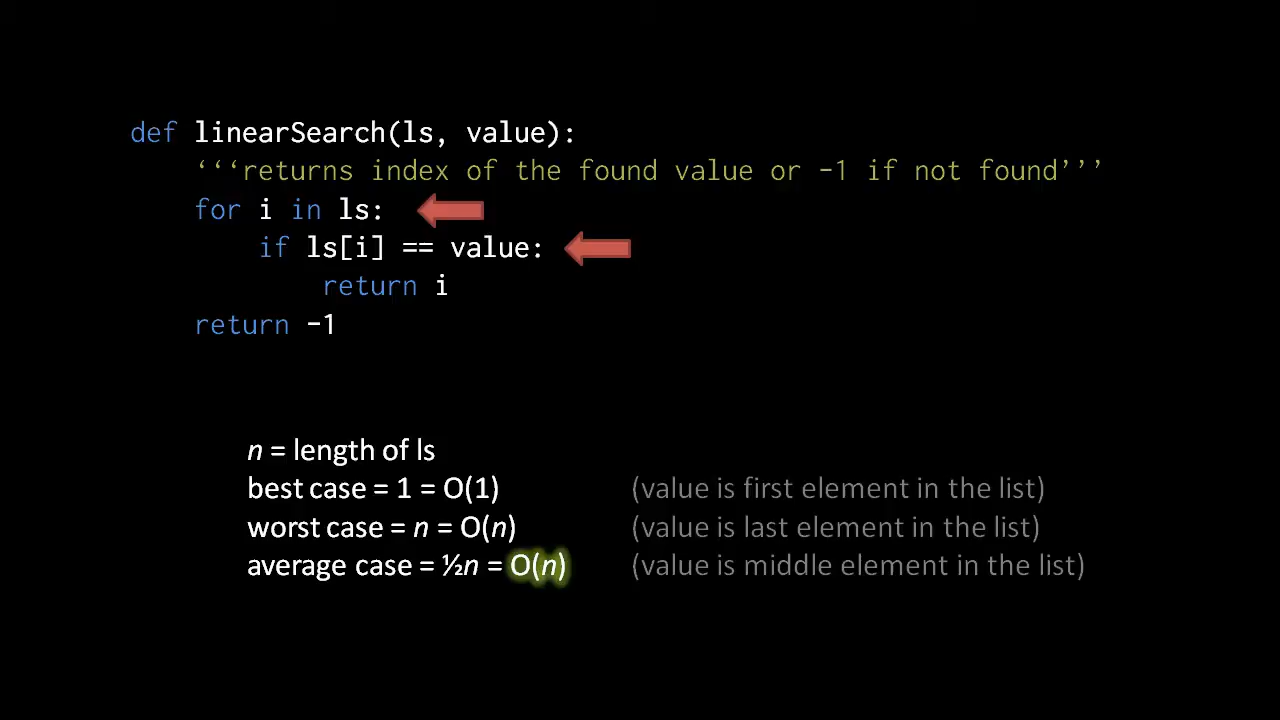 def linearSearch(ls, value):
‘‘‘returns index of the found value or -1 if not found’’’
for i in ls:
if ls[i] == value:
return i
return -1
n = length of ls
best case = 1 = O(1) (value is first element in the list)
worst case = n = O(n) (value is last element in the list)
average case = ½n = O(n) (value is middle element in the list)